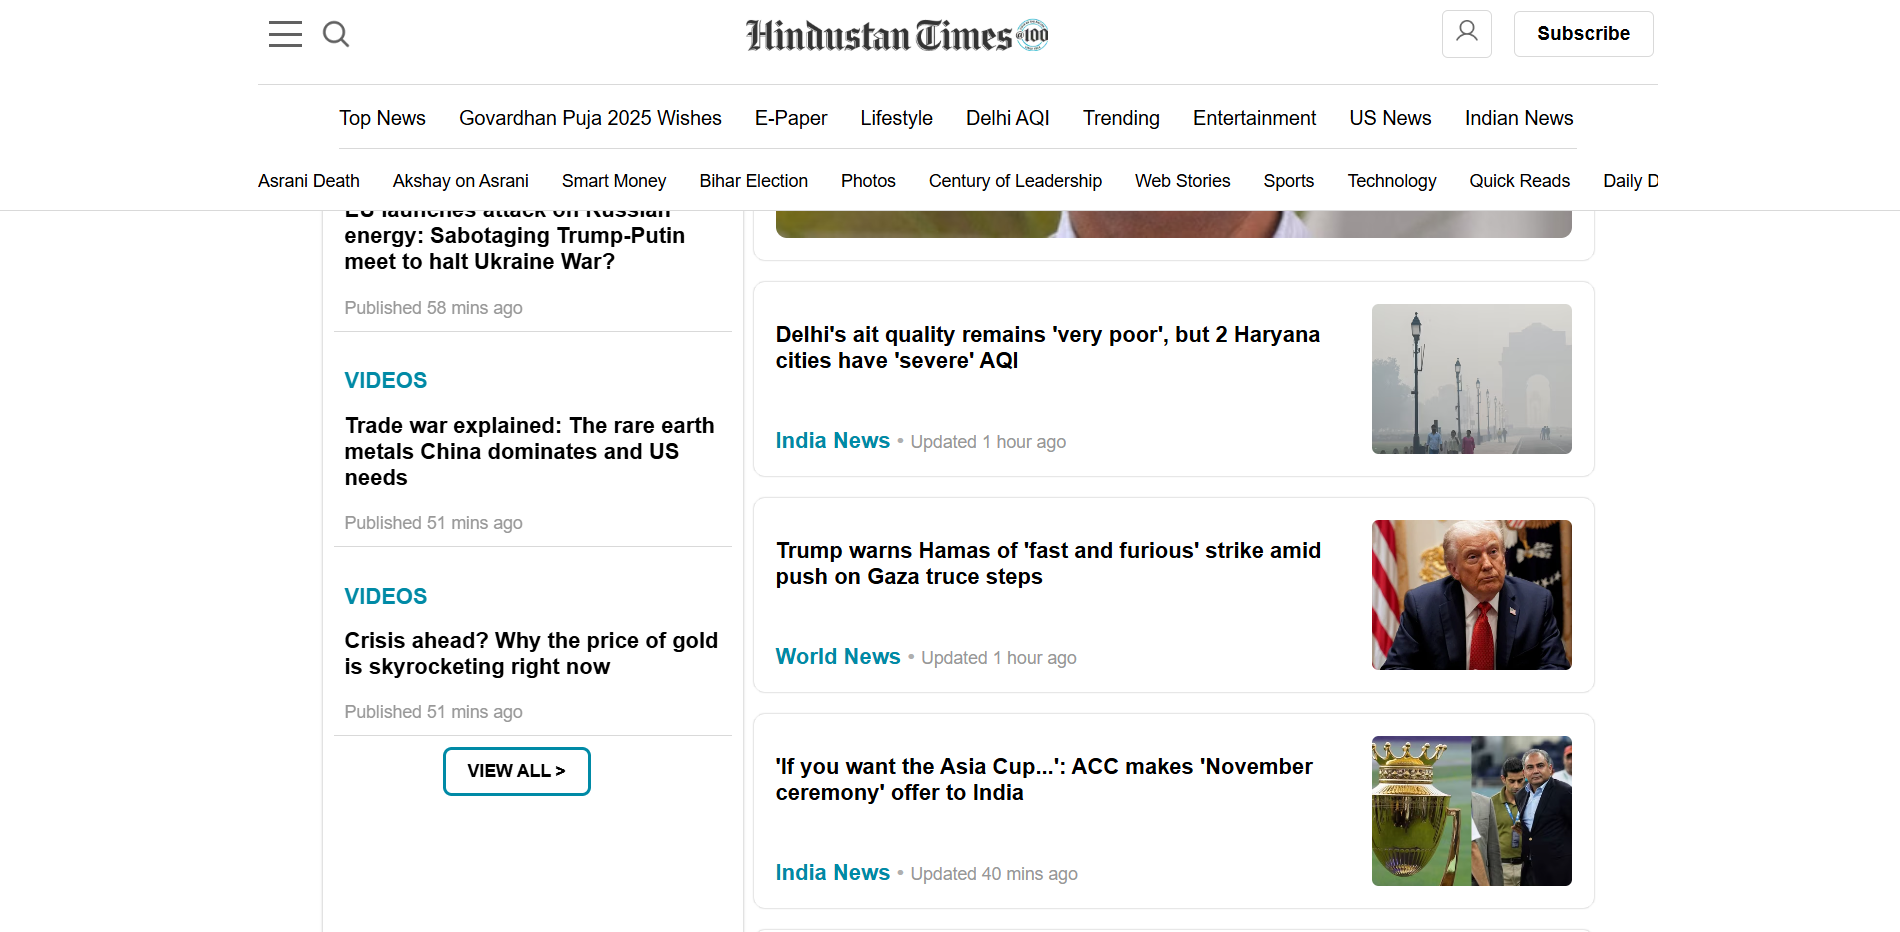 Hindustan Times @100
Subscribe
Top News Govardhan Puja 2025 Wishes E-Paper Lifestyle Delhi AQI Trending Entertainment US News Indian News
Asrani Death Akshay on Asrani Smart Money Bihar Election Photos Century of Leadership Web Stories Sports Technology Quick Reads Daily D
EU launches attack on Russian
energy: Sabotaging Trump-Putin
meet to halt Ukraine War?
Published 58 mins ago
VIDEOS
Trade war explained: The rare earth
metals China dominates and US
needs
Published 51 mins ago
VIDEOS
Crisis ahead? Why the price of gold
is skyrocketing right now
Published 51 mins ago
VIEW ALL >
Delhi's ait quality remains 'very poor', but 2 Haryana
cities have 'severe' AQI
India News • Updated 1 hour ago
Trump warns Hamas of 'fast and furious' strike amid
push on Gaza truce steps
World News • Updated 1 hour ago
'If you want the Asia Cup...': ACC makes 'November
ceremony' offer to India
India News • Updated 40 mins ago